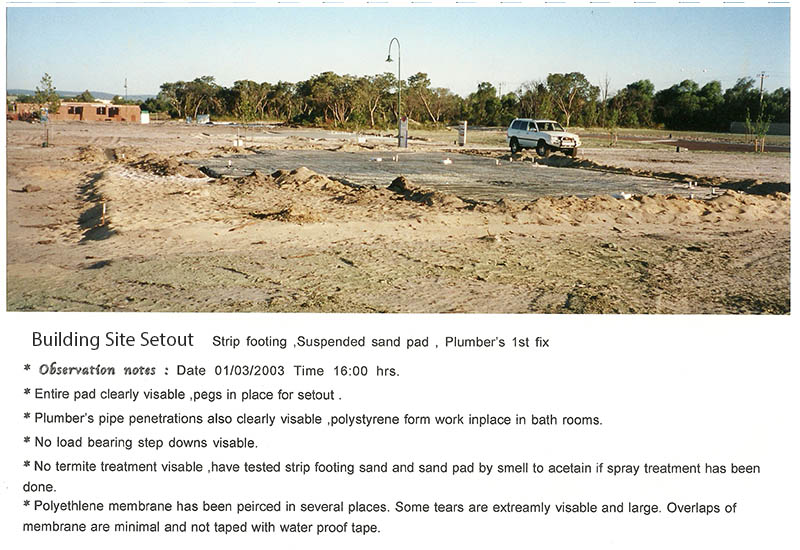 Building Site Setout Strip footing ,Suspended sand pad , Plumber's 1st fix
* Observation notes : Date 01/03/2003 Time 16:00 hrs.
* Entire pad clearly visable ,pegs in place for setout .
* Plumber's pipe penetrations also clearly visable ,polystyrene form work inplace in bath rooms.
* No load bearing step downs visable.
* No termite treatment visable ,have tested strip footing sand and sand pad by smell to acetain if spray treatment has been
done.
* Polyethlene membrane has been peirced in several places. Some tears are extreamly visable and large. Overlaps of
membrane are minimal and not taped with water proof tape.